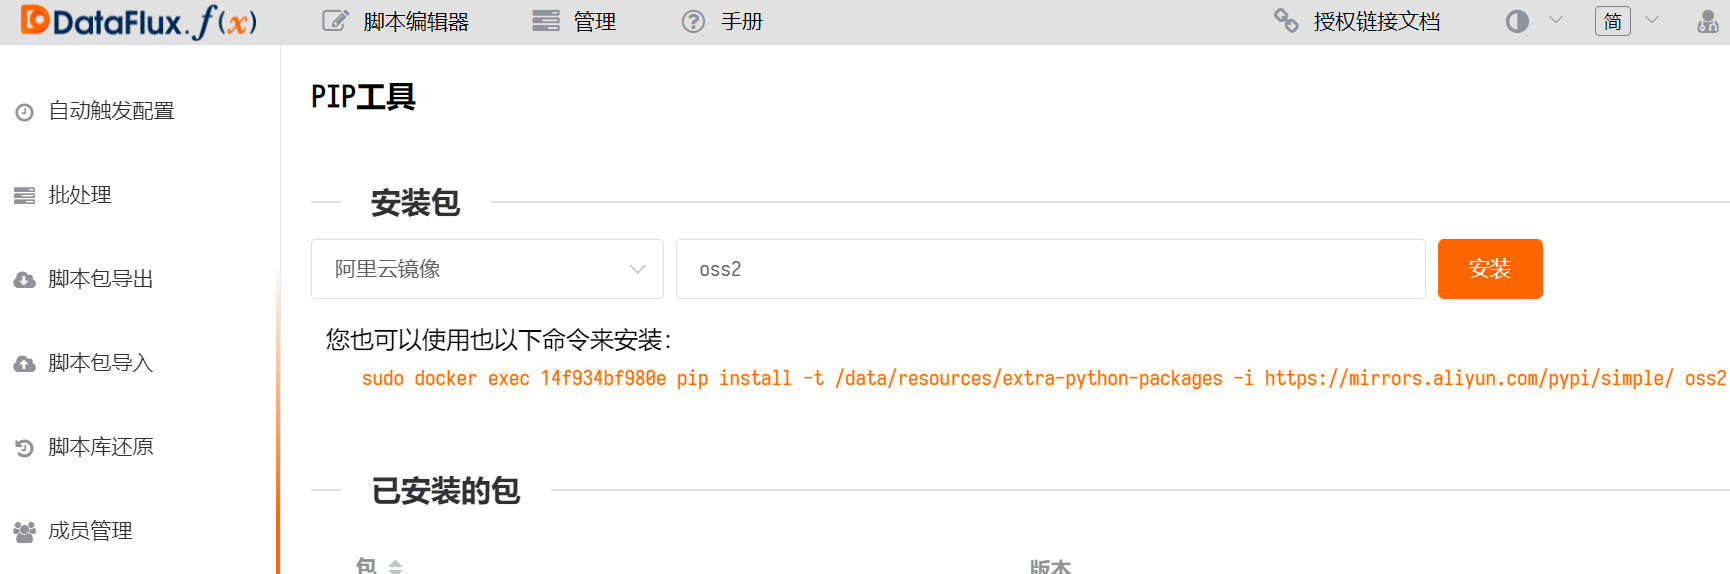 DataFlux.f(x) 脚本编辑器 管理 手册 授权链接文档 简
自动触发配置
批处理
脚本包导出
脚本包导入
脚本库还原
成员管理
PIP工具
安装包
阿里云镜像 oss2 安装
您也可以使用也以下命令来安装：
sudo docker exec 14f934bf980e pip install -t /data/resources/extra-python-packages -i https://mirrors.aliyun.com/pypi/simple/ oss2
已安装的包
包 版本